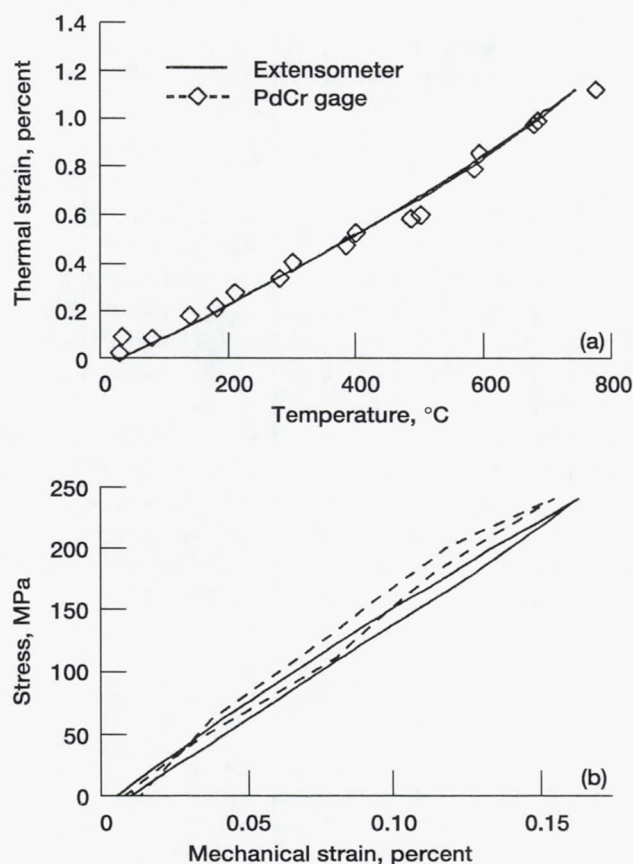 1.4
1.2
1.0
0.8
0.6
0.4
0.2
0
Thermal strain, percent
Extensometer
PdCr gage
(a)
0 200 400 600 800
Temperature, °C
250
200
150
100
50
0
Stress, MPa
(b)
0 0.05 0.10 0.15
Mechanical strain, percent